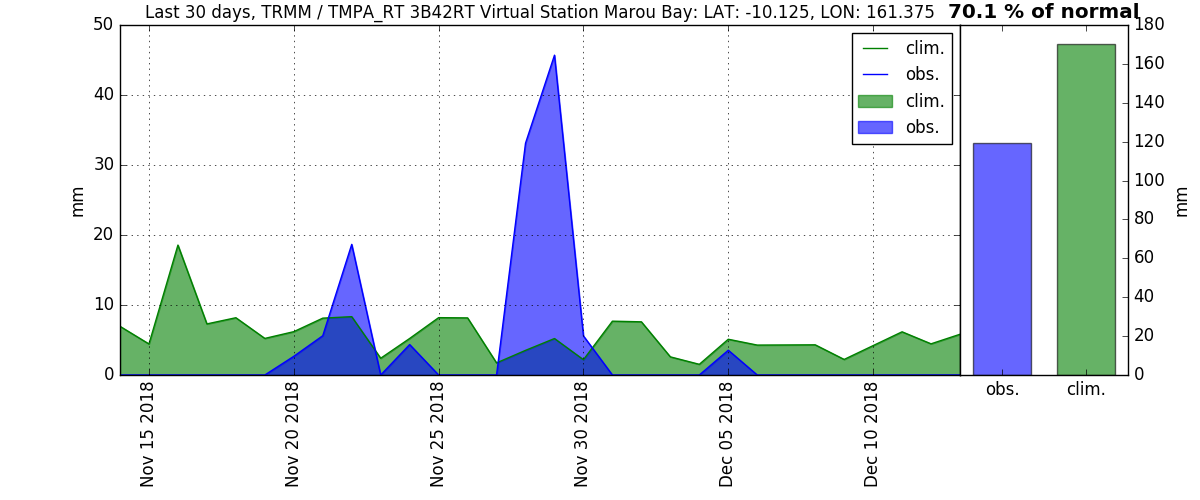 Last 30 days, TRMM / TMPA_RT 3B42RT Virtual Station Marou Bay: LAT: -10.125, LON: 161.375
70.1 % of normal
50
40
30
20
10
0
mm
clim.
obs.
clim.
obs.
Nov 15 2018
Nov 20 2018
Nov 25 2018
Nov 30 2018
Dec 05 2018
Dec 10 2018
180
160
140
120
100
80
60
40
20
0
mm
obs.
clim.